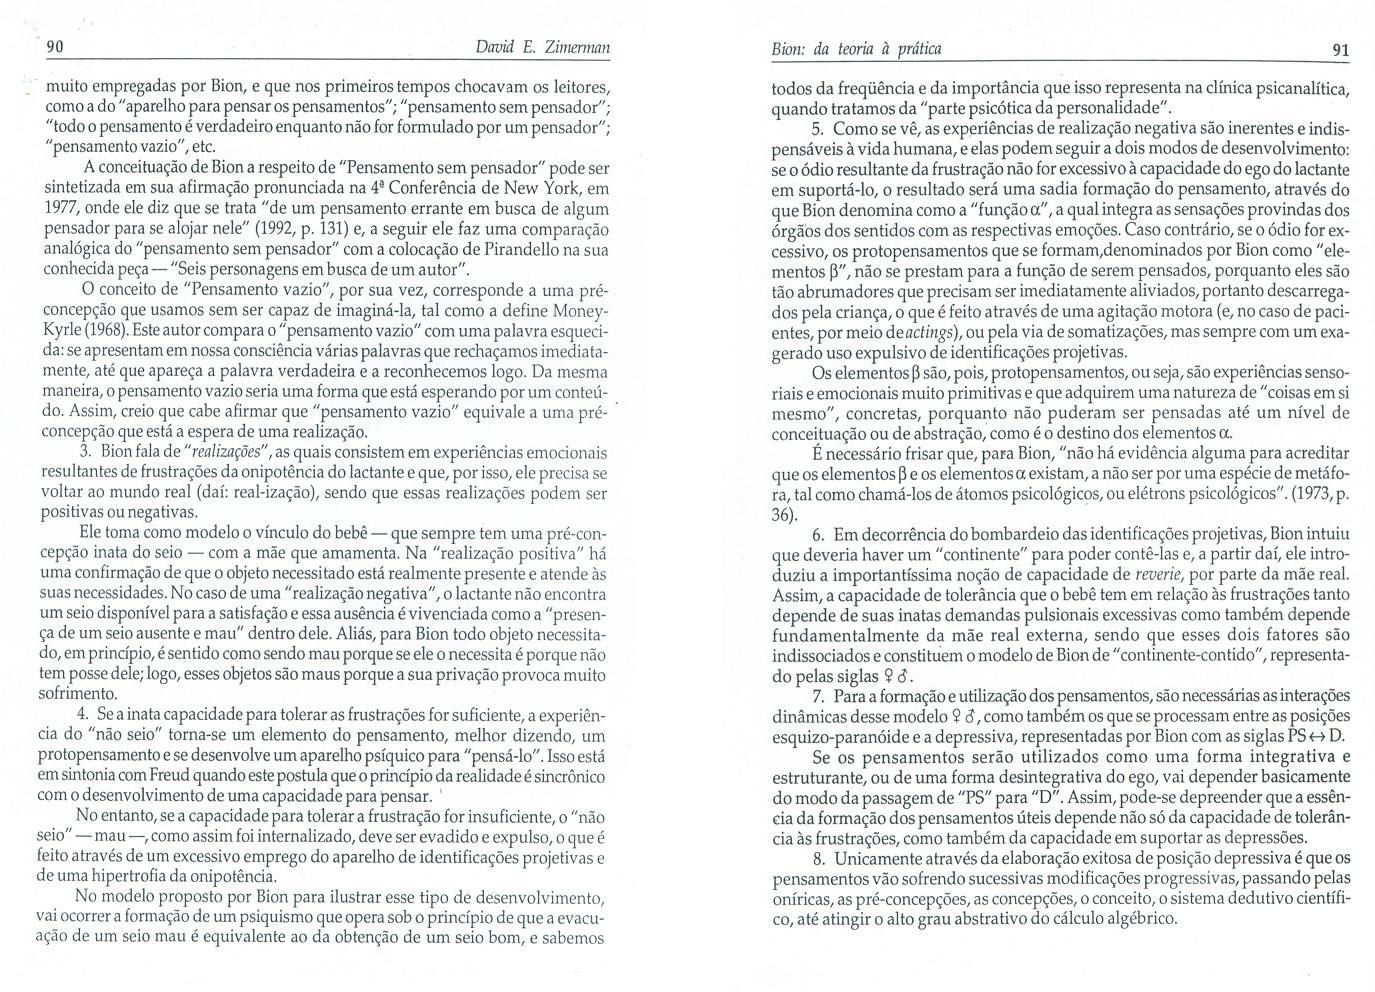 90
David E. Zimerman
muito empregadas por Bion, e que nos primeiros tempos chocavam os leitores,
como a do "aparelho para pensar os pensamentos"; "pensamento sem pensador";
"todo o pensamento é verdadeiro enquanto não for formulado por um pensador";
"pensamento vazio", etc.
A conceituação de Bion a respeito de "Pensamento sem pensador" pode ser
sintetizada em sua afirmação pronunciada na 4ª Conferência de New York, em
1977, onde ele diz que se trata "de um pensamento errante em busca de algum
pensador para se alojar nele" (1992, p. 131) e, a seguir ele faz uma comparação
analógica do "pensamento sem pensador" com a colocação de Pirandello na sua
conhecida peça — "Seis personagens em busca de um autor".
O conceito de "Pensamento vazio", por sua vez, corresponde a uma pré-
concepção que usamos sem ser capaz de imaginá-la, tal como a define Money-
Kyrle (1968). Este autor compara o "pensamento vazio" com uma palavra esqueci-
da: se apresentam em nossa consciência várias palavras que rechaçamos imediata-
mente, até que apareça a palavra verdadeira e a reconhecemos logo. Da mesma
maneira, o pensamento vazio seria uma forma que está esperando por um conteú-
do. Assim, creio que cabe afirmar que "pensamento vazio" equivale a uma pré-
concepção que está a espera de uma realização.
3. Bion fala de "realizações", as quais consistem em experiências emocionais
resultantes de frustrações da onipotência do lactante e que, por isso, ele precisa se
voltar ao mundo real (daí: real-ização), sendo que essas realizações podem ser
positivas ou negativas.
Ele toma como modelo o vínculo do bebê — que sempre tem uma pré-con-
cepção inata do seio — com a mãe que amamenta. Na "realização positiva" há
uma confirmação de que o objeto necessitado está realmente presente e atende às
suas necessidades. No caso de uma "realização negativa", o lactante não encontra
um seio disponível para a satisfação e essa ausência é vivenciada como a "presen-
ça de um seio ausente e mau" dentro dele. Aliás, para Bion todo objeto necessita-
do, em princípio, é sentido como sendo mau porque se ele o necessita é porque não
tem posse dele; logo, esses objetos são maus porque a sua privação provoca muito
sofrimento.
4. Se a inata capacidade para tolerar as frustrações for suficiente, a experiên-
cia do "não seio" torna-se um elemento do pensamento, melhor dizendo, um
protopensamento e se desenvolve um aparelho psíquico para "pensá-lo". Isso está
em sintonia com Freud quando este postula que o princípio da realidade é sincrônico
com o desenvolvimento de uma capacidade para pensar.
No entanto, se a capacidade para tolerar a frustração for insuficiente, o "não
seio" — mau —, como assim foi internalizado, deve ser evadido e expulso, o que é
feito através de um excessivo emprego do aparelho de identificações projetivas e
de uma hipertrofia da onipotência.
No modelo proposto por Bion para ilustrar esse tipo de desenvolvimento,
vai ocorrer a formação de um psiquismo que opera sob o princípio de que a evacu-
ação de um seio mau é equivalente ao da obtenção de um seio bom, e sabemos
Bion: da teoria à prática
91
todos da freqüência e da importância que isso representa na clínica psicanalítica,
quando tratamos da "parte psicótica da personalidade".
5. Como se vê, as experiências de realização negativa são inerentes e indis-
pensáveis à vida humana, e elas podem seguir a dois modos de desenvolvimento:
se o ódio resultante da frustração não for excessivo à capacidade do ego do lactante
em suportá-lo, o resultado será uma sadia formação do pensamento, através do
que Bion denomina como a "função α", a qual integra as sensações provindas dos
órgãos dos sentidos com as respectivas emoções. Caso contrário, se o ódio for ex-
cessivo, os protopensamentos que se formam,denominados por Bion como "ele-
mentos β", não se prestam para a função de serem pensados, porquanto eles são
tão abrumadores que precisam ser imediatamente aliviados, portanto descarrega-
dos pela criança, o que é feito através de uma agitação motora (e, no caso de paci-
entes, por meio de actings), ou pela via de somatizações, mas sempre com um exa-
gerado uso expulsivo de identificações projetivas.
Os elementos β são, pois, protopensamentos, ou seja, são experiências senso-
riais e emocionais muito primitivas e que adquirem uma natureza de "coisas em si
mesmo", concretas, porquanto não puderam ser pensadas até um nível de
conceituação ou de abstração, como é o destino dos elementos α.
É necessário frisar que, para Bion, "não há evidência alguma para acreditar
que os elementos β e os elementos α existam, a não ser por uma espécie de metáfo-
ra, tal como chamá-los de átomos psicológicos, ou elétrons psicológicos". (1973, p.
36).
6. Em decorrência do bombardeio das identificações projetivas, Bion intuiu
que deveria haver um "continente" para poder contê-las e, a partir daí, ele intro-
duziu a importantíssima noção de capacidade de reverie, por parte da mãe real.
Assim, a capacidade de tolerância que o bebê tem em relação às frustrações tanto
depende de suas inatas demandas pulsionais excessivas como também depende
fundamentalmente da mãe real externa, sendo que esses dois fatores são
indissociados e constituem o modelo de Bion de "continente-contido", representa-
do pelas siglas ♀ ♂.
7. Para a formação e utilização dos pensamentos, são necessárias as interações
dinâmicas desse modelo ♀ ♂, como também os que se processam entre as posições
esquizo-paranóide e a depressiva, representadas por Bion com as siglas PS↔D.
Se os pensamentos serão utilizados como uma forma integrativa e
estruturante, ou de uma forma desintegrativa do ego, vai depender basicamente
do modo da passagem de "PS" para "D". Assim, pode-se depreender que a essên-
cia da formação dos pensamentos úteis depende não só da capacidade de tolerân-
cia às frustrações, como também da capacidade em suportar as depressões.
8. Unicamente através da elaboração exitosa de posição depressiva é que os
pensamentos vão sofrendo sucessivas modificações progressivas, passando pelas
oníricas, as pré-concepções, as concepções, o conceito, o sistema dedutivo científi-
co, até atingir o alto grau abstrativo do cálculo algébrico.